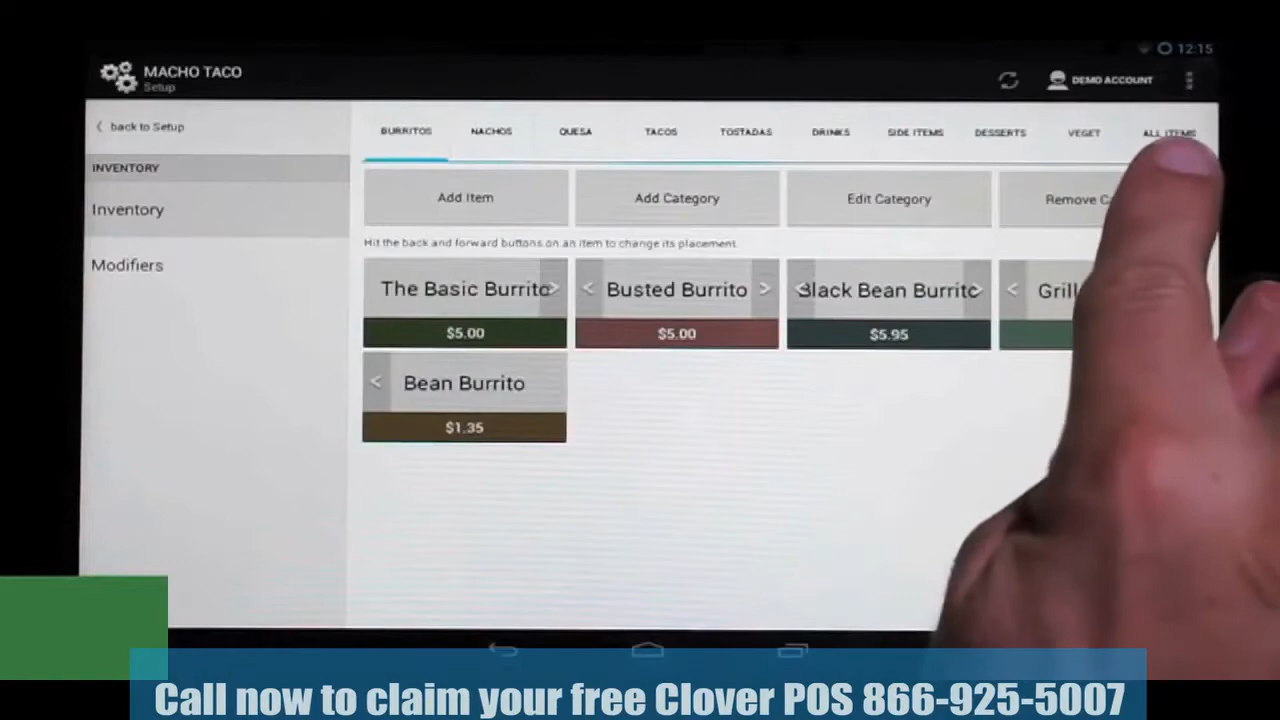 12:15
MACHO TACO
Setup
DEMO ACCOUNT
back to Setup
BURRITOS NACHOS QUESA TACOS TOSTADAS DRINKS SIDE ITEMS DESSERTS VEGET ALL ITEMS
INVENTORY
Inventory
Modifiers
Add Item Add Category Edit Category Remove
Hit the back and forward buttons on an item to change its placement.
The Basic Burrito > < Busted Burrito > < Black Bean Burrito > <
$5.00 $5.00 $5.95
< Bean Burrito
$1.35
Call now to claim your free Clover POS 866-925-5007